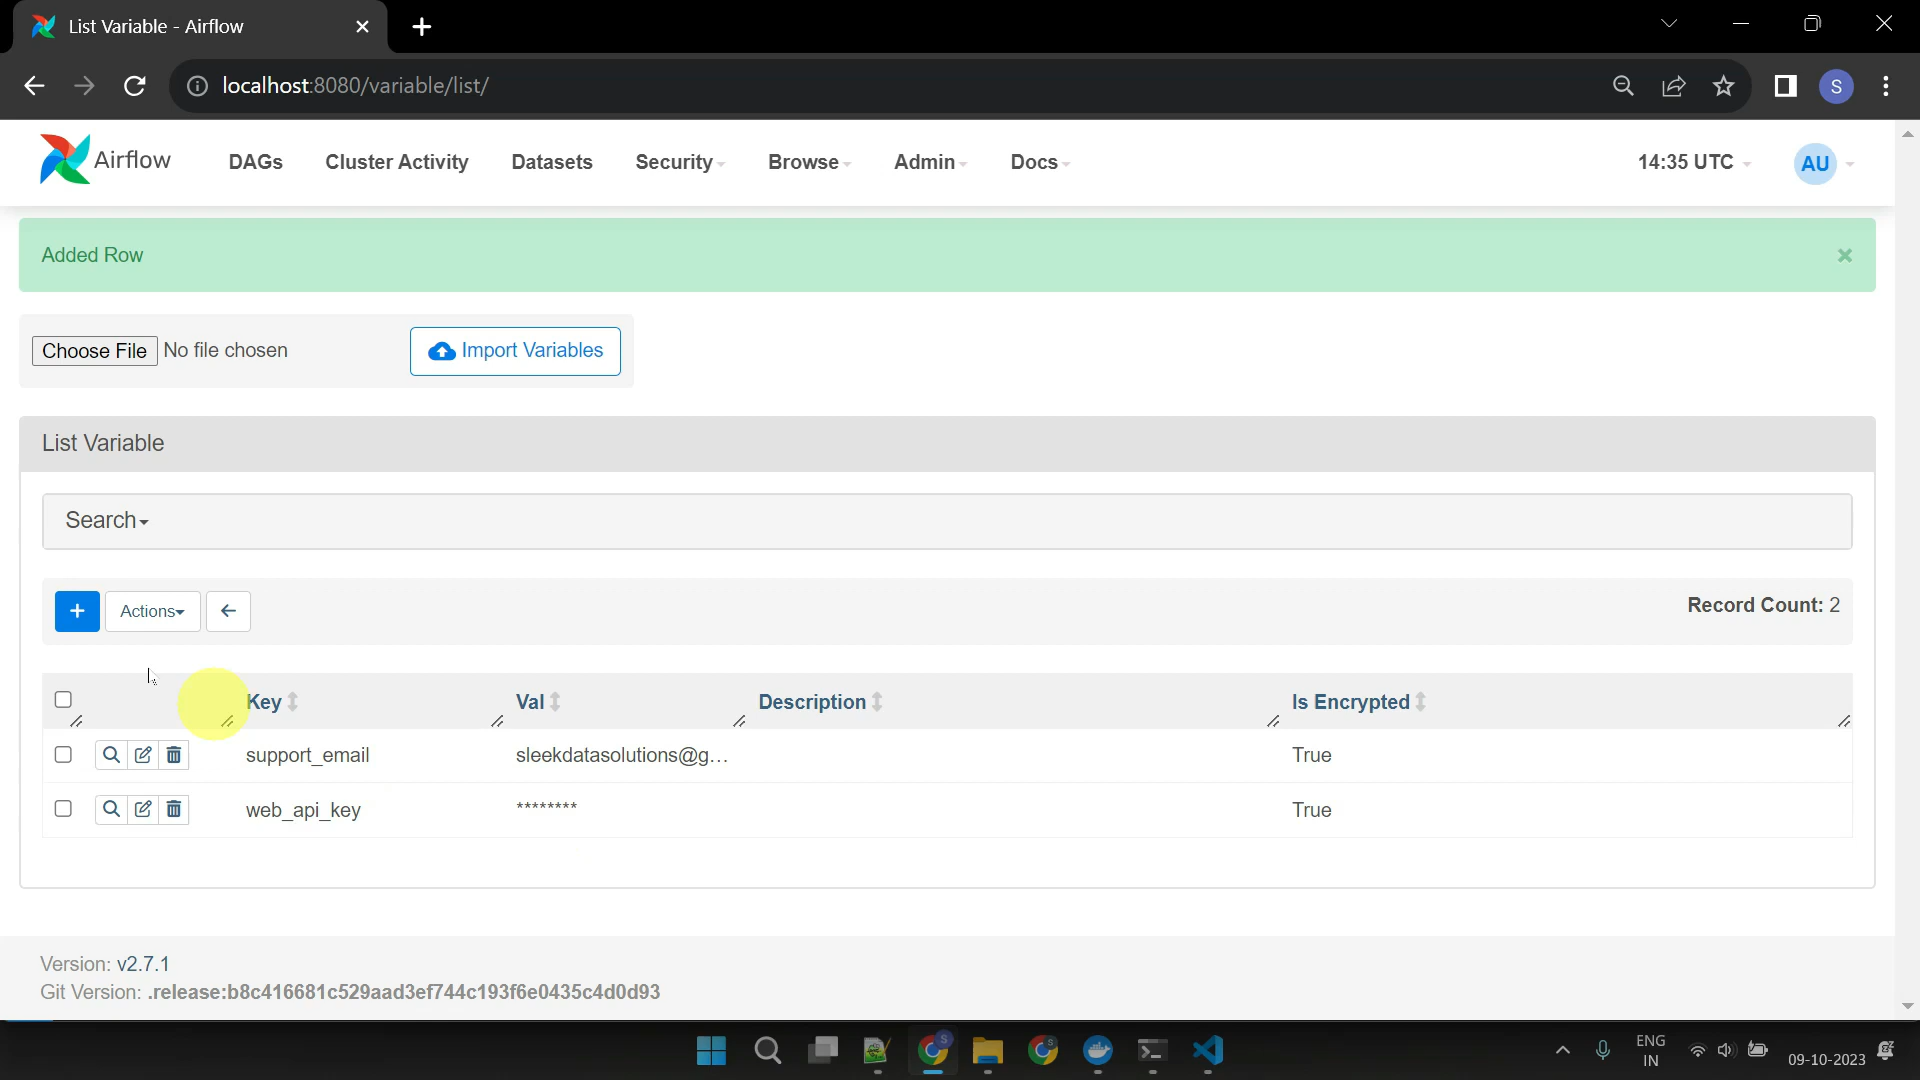 List Variable - Airflow
localhost:8080/variable/list/
S
Airflow DAGs Cluster Activity Datasets Security Browse Admin Docs 14:35 UTC AU
Added Row
Choose File No file chosen Import Variables
List Variable
Search
+ Actions Record Count: 2
Key Val Description Is Encrypted
support_email sleekdatasolutions@g... True
web_api_key ******** True
Version: v2.7.1
Git Version: .release:b8c416681c529aad3ef744c193f6e0435c4d0d93
ENG
IN
09-10-2023